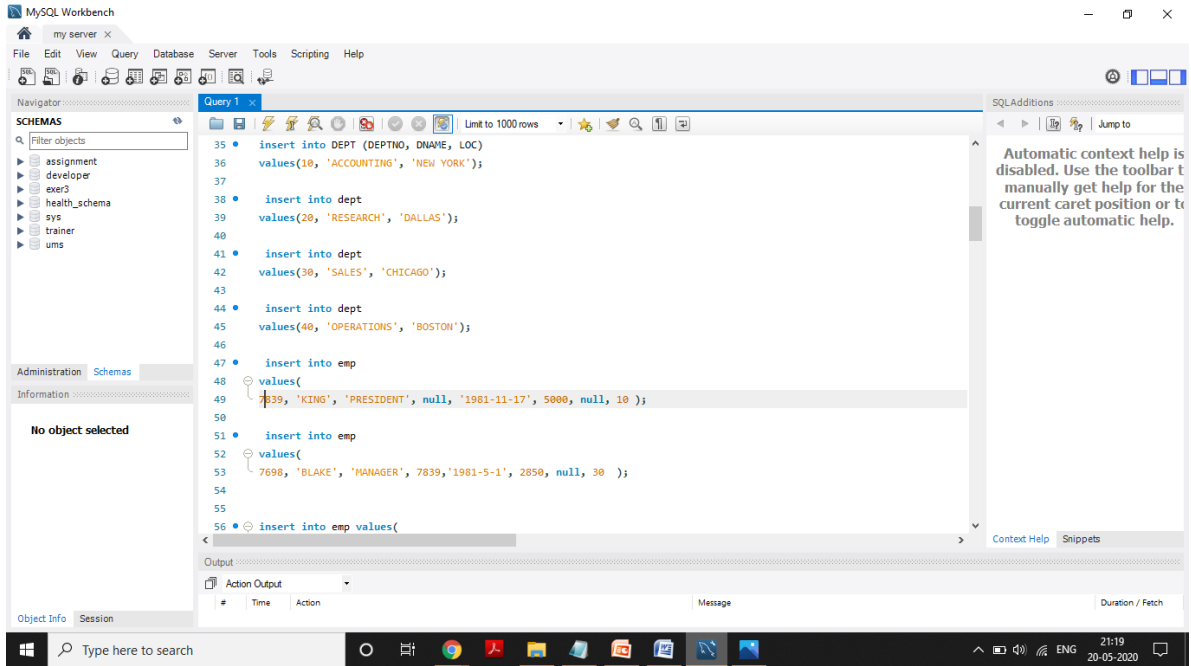 MySQL Workbench
my server
File Edit View Query Database Server Tools Scripting Help
Navigator
SCHEMAS
Filter objects
assignment
developer
exer3
health_schema
sys
trainer
ums
Administration Schemas
Information
No object selected
Object Info Session
Query 1
Limit to 1000 rows
35 insert into DEPT (DEPTNO, DNAME, LOC)
36 values(10, 'ACCOUNTING', 'NEW YORK');
37
38 insert into dept
39 values(20, 'RESEARCH', 'DALLAS');
40
41 insert into dept
42 values(30, 'SALES', 'CHICAGO');
43
44 insert into dept
45 values(40, 'OPERATIONS', 'BOSTON');
46
47 insert into emp
48 values(
49 7839, 'KING', 'PRESIDENT', null, '1981-11-17', 5000, null, 10 );
50
51 insert into emp
52 values(
53 7698, 'BLAKE', 'MANAGER', 7839,'1981-5-1', 2850, null, 30 );
54
55
56 insert into emp values(
Output
Action Output
# Time Action Message Duration / Fetch
SQLAdditions
Jump to
Automatic context help is
disabled. Use the toolbar t
manually get help for the
current caret position or to
toggle automatic help.
Context Help Snippets
Type here to search
ENG
21:19
20-05-2020